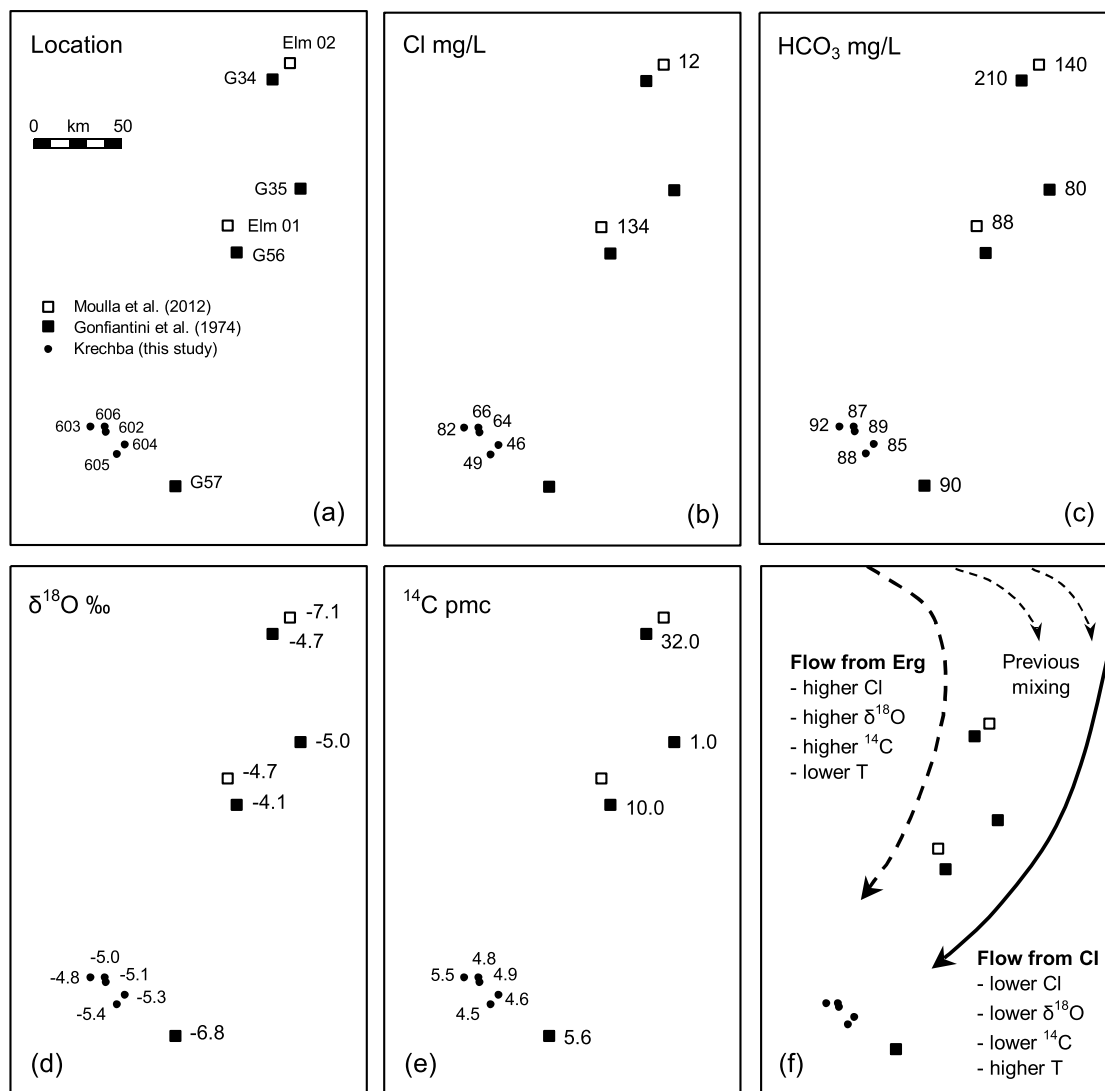 Location
Elm 02
G34
0 km 50
G35
Elm 01
G56
Moulla et al. (2012)
Gonfiantini et al. (1974)
Krechba (this study)
606
603
602
604
605
G57
(a)
Cl mg/L
12
134
66
64
82
46
49
(b)
HCO₃ mg/L
140
210
80
88
87
92
89
85
88
90
(c)
δ¹⁸O ‰
-7.1
-4.7
-5.0
-4.7
-4.1
-5.0
-4.8
-5.1
-5.3
-5.4
-6.8
(d)
¹⁴C pmc
32.0
1.0
10.0
4.8
5.5
4.9
4.6
4.5
5.6
(e)
Flow from Erg
- higher Cl
- higher δ¹⁸O
- higher ¹⁴C
- lower T
Previous
mixing
Flow from CI
- lower Cl
- lower δ¹⁸O
- lower ¹⁴C
- higher T
(f)